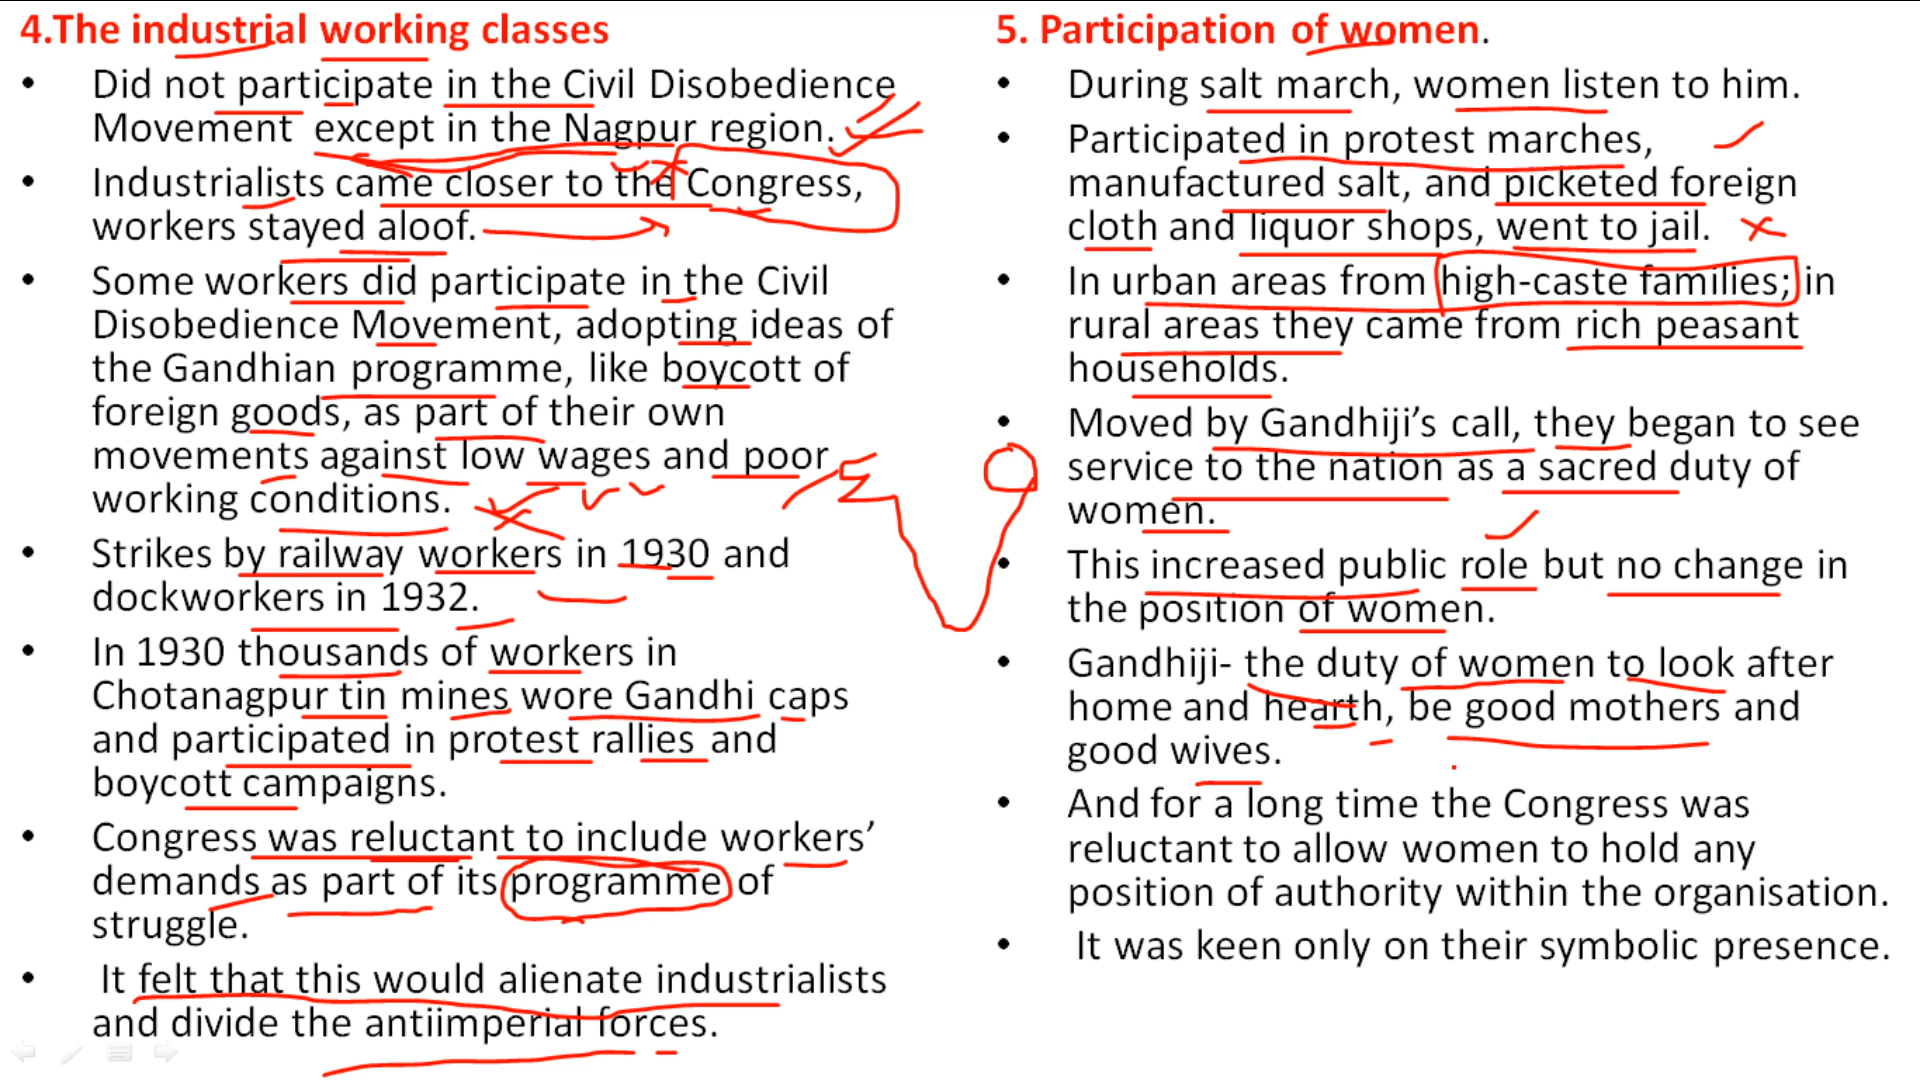 4.The industrial working classes
• Did not participate in the Civil Disobedience
Movement except in the Nagpur region.
• Industrialists came closer to the Congress,
workers stayed aloof.
• Some workers did participate in the Civil
Disobedience Movement, adopting ideas of
the Gandhian programme, like boycott of
foreign goods, as part of their own
movements against low wages and poor
working conditions.
• Strikes by railway workers in 1930 and
dockworkers in 1932.
• In 1930 thousands of workers in
Chotanagpur tin mines wore Gandhi caps
and participated in protest rallies and
boycott campaigns.
• Congress was reluctant to include workers’
demands as part of its programme of
struggle.
• It felt that this would alienate industrialists
and divide the antiimperial forces.
5. Participation of women.
• During salt march, women listen to him.
• Participated in protest marches,
manufactured salt, and picketed foreign
cloth and liquor shops, went to jail.
• In urban areas from high-caste families; in
rural areas they came from rich peasant
households.
• Moved by Gandhiji’s call, they began to see
service to the nation as a sacred duty of
women.
• This increased public role but no change in
the position of women.
• Gandhiji- the duty of women to look after
home and hearth, be good mothers and
good wives.
• And for a long time the Congress was
reluctant to allow women to hold any
position of authority within the organisation.
• It was keen only on their symbolic presence.